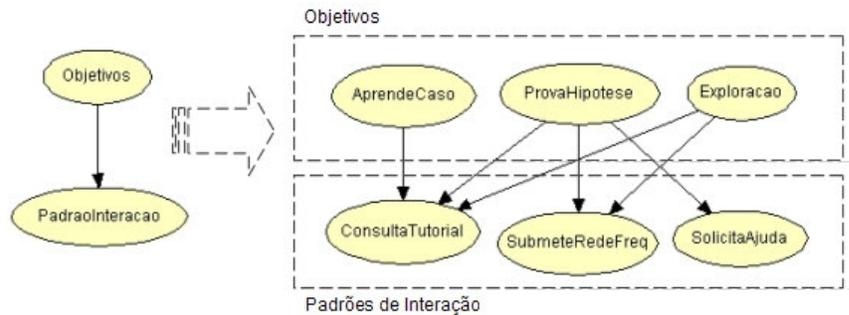 Objetivos
Objetivos
AprendeCaso
ProvaHipotese
Exploracao
PadraoInteracao
ConsultaTutorial
SubmeteRedeFreq
SolicitaAjuda
Padrões de Interação